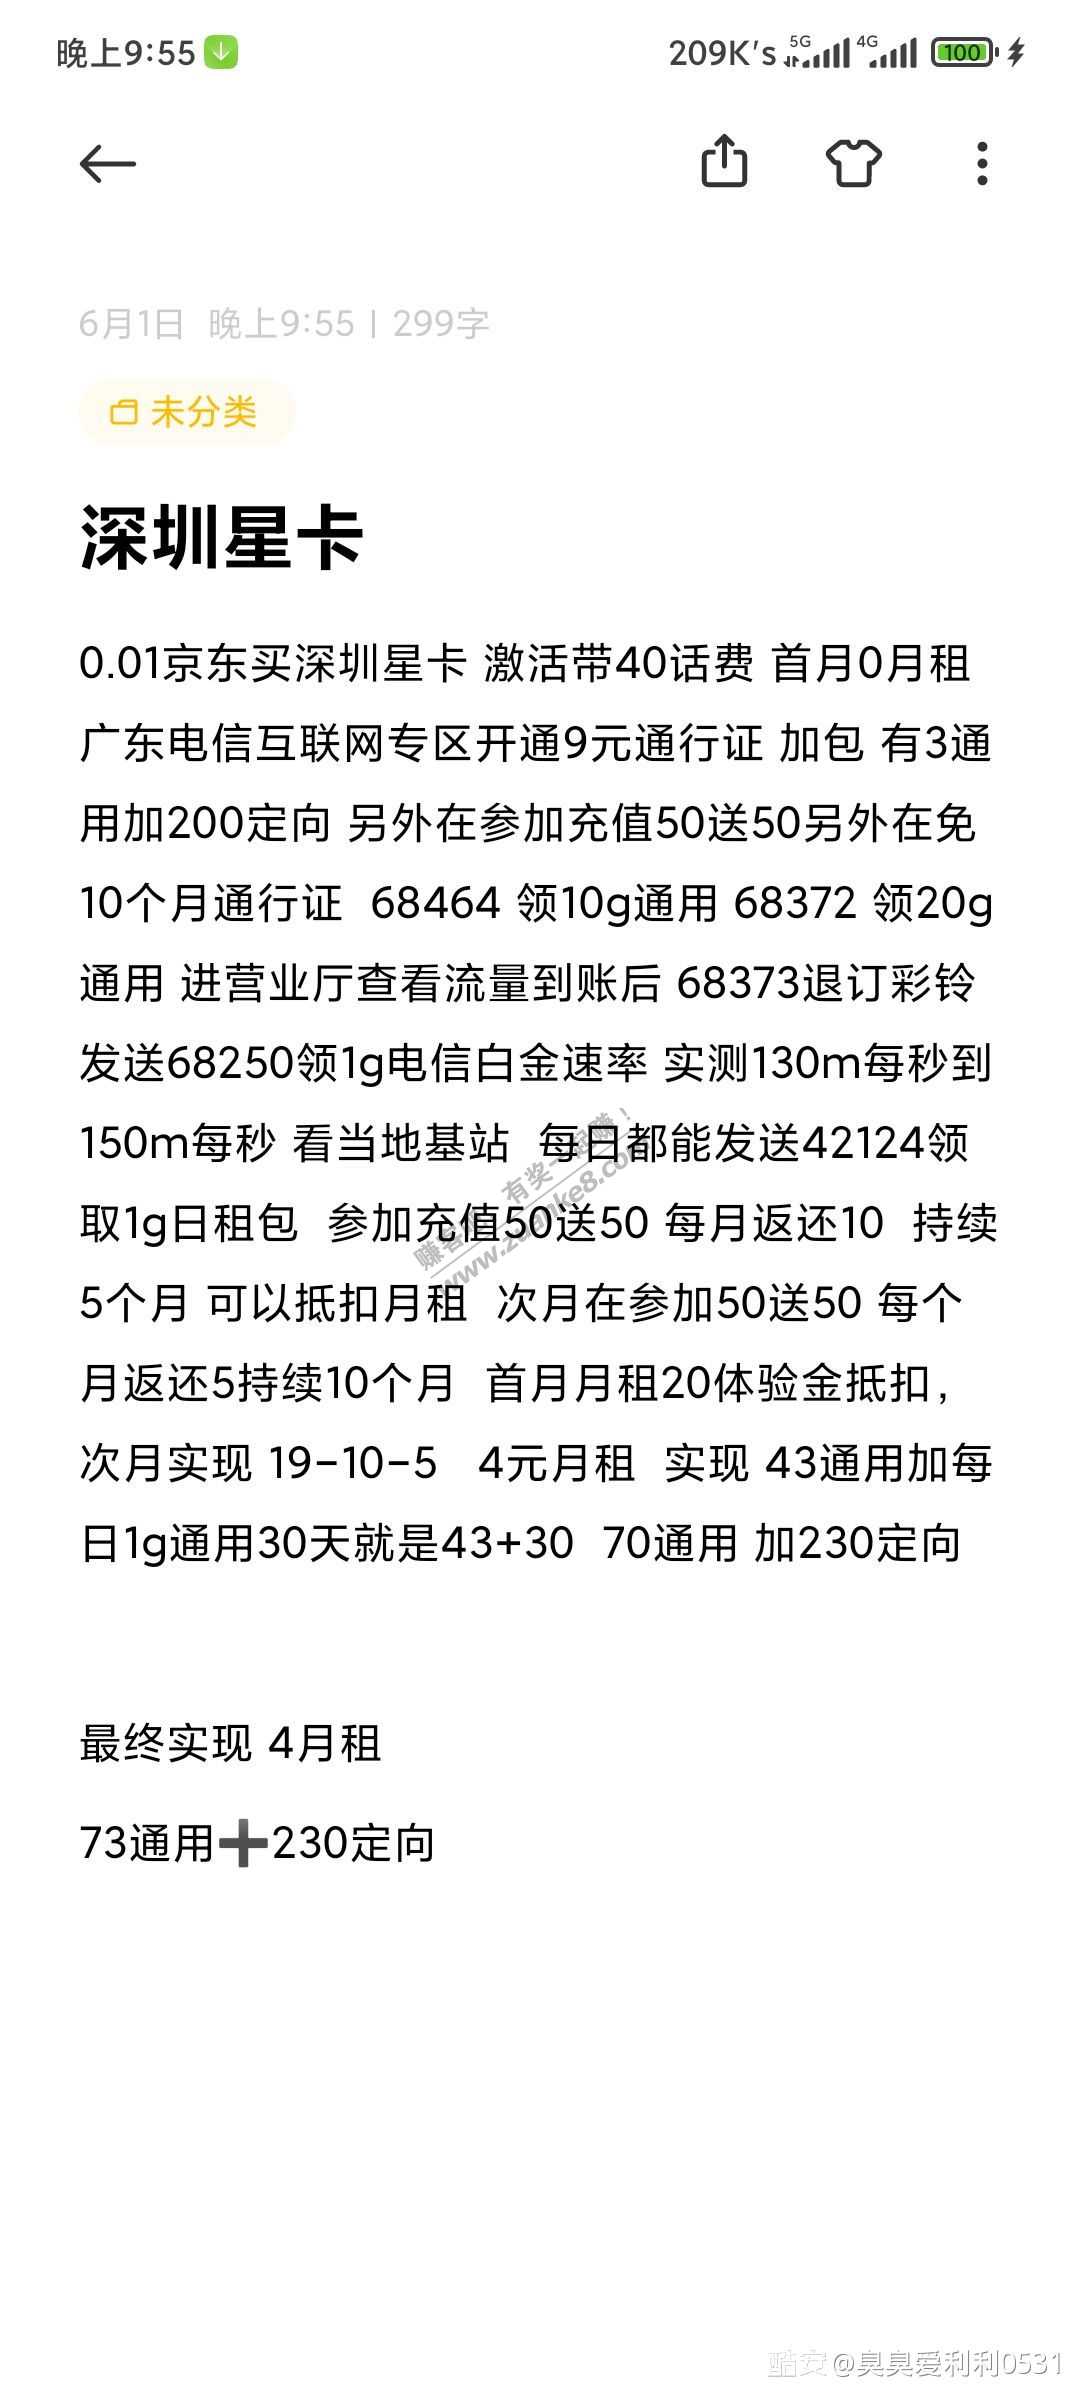 晚上9:55
209K's 5G 4G 100
6月1日 晚上9:55 | 299字
未分类
深圳星卡
0.01京东买深圳星卡 激活带40话费 首月0月租
广东电信互联网专区开通9元通行证 加包 有3通
用加200定向 另外在参加充值50送50另外在免
10个月通行证 68464 领10g通用 68372 领20g
通用 进营业厅查看流量到账后 68373退订彩铃
发送68250领1g电信白金速率 实测130m每秒到
150m每秒 看当地基站 每日都能发送42124领
取1g日租包 参加充值50送50 每月返还10 持续
5个月 可以抵扣月租 次月在参加50送50 每个
月返还5持续10个月 首月月租20体验金抵扣，
次月实现 19-10-5 4元月租 实现 43通用加每
日1g通用30天就是43+30 70通用 加230定向
最终实现 4月租
73通用➕230定向
赚客吧，有奖一起赚！
www.zuanke8.com
酷安@臭臭爱利利0531